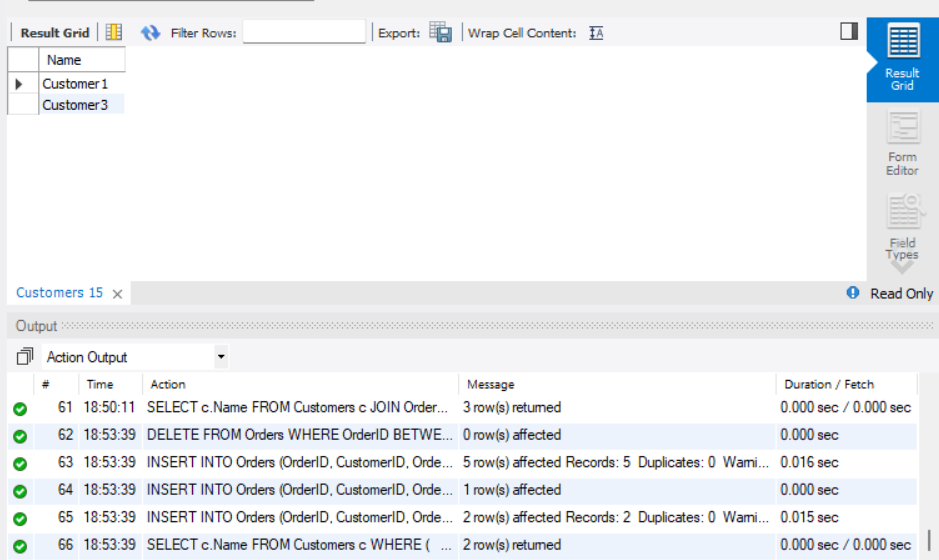 Result Grid Filter Rows: Export: Wrap Cell Content: IA
Name
Customer1
Customer3
Result
Grid
Form
Editor
Field
Types
Customers 15 Read Only
Output
Action Output
# Time Action Message Duration / Fetch
61 18:50:11 SELECT c.Name FROM Customers c JOIN Order... 3 row(s) returned 0.000 sec / 0.000 sec
62 18:53:39 DELETE FROM Orders WHERE OrderID BETWE... 0 row(s) affected 0.000 sec
63 18:53:39 INSERT INTO Orders (OrderID, CustomerID, Orde... 5 row(s) affected Records: 5 Duplicates: 0 Warni... 0.016 sec
64 18:53:39 INSERT INTO Orders (OrderID, CustomerID, Orde... 1 row(s) affected 0.000 sec
65 18:53:39 INSERT INTO Orders (OrderID, CustomerID, Orde... 2 row(s) affected Records: 2 Duplicates: 0 Warni... 0.015 sec
66 18:53:39 SELECT c.Name FROM Customers c WHERE ( ... 2 row(s) returned 0.000 sec / 0.000 sec